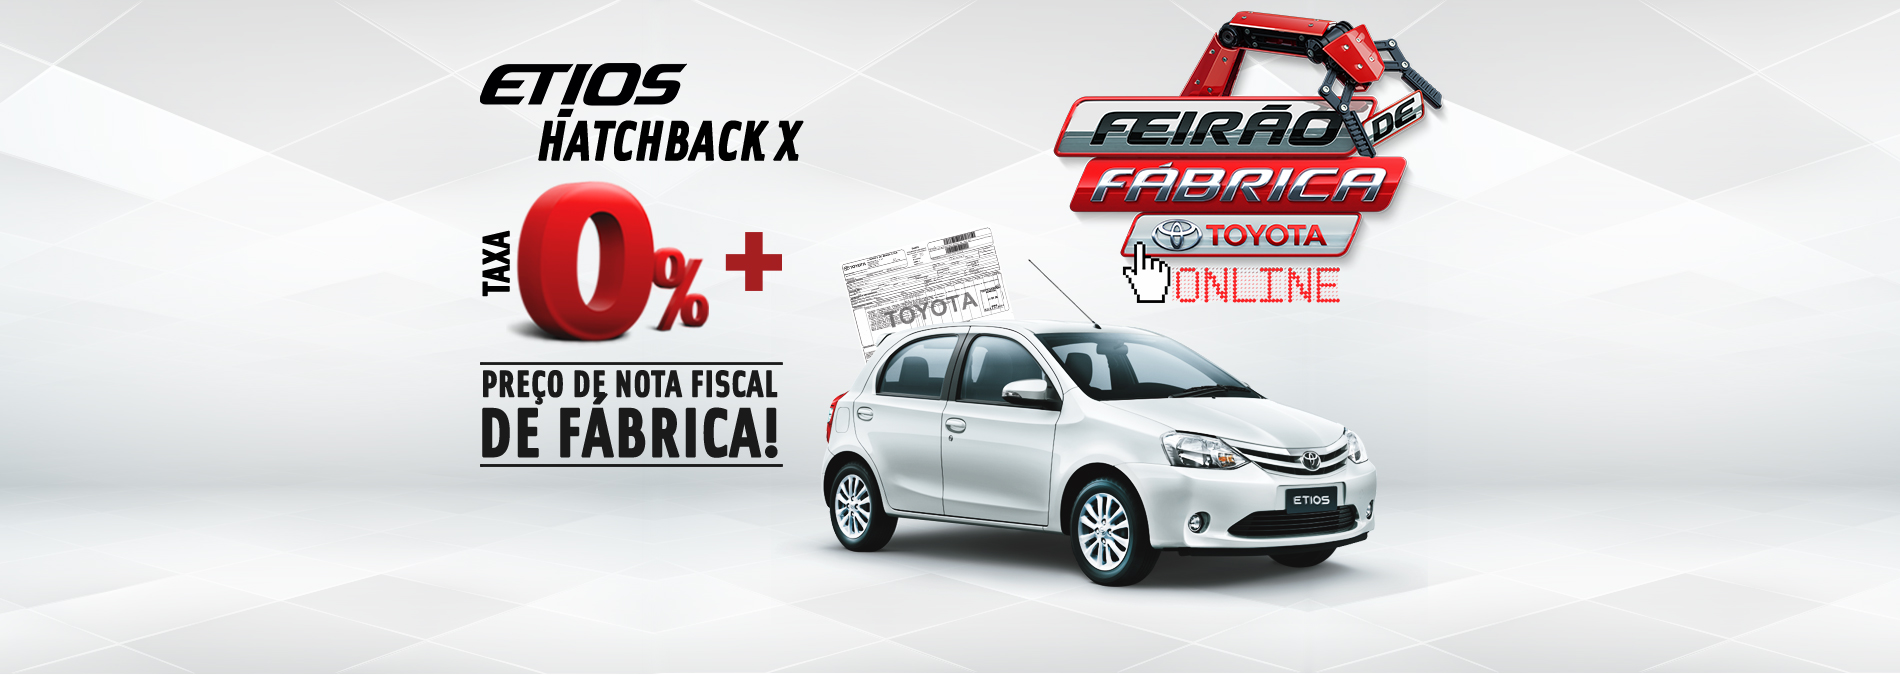 ETIOS
HATCHBACK X
TAXA
0% +
PREÇO DE NOTA FISCAL
DE FÁBRICA!
FEIRÃO DE
FÁBRICA
TOYOTA
ONLINE
TOYOTA
ETIOS